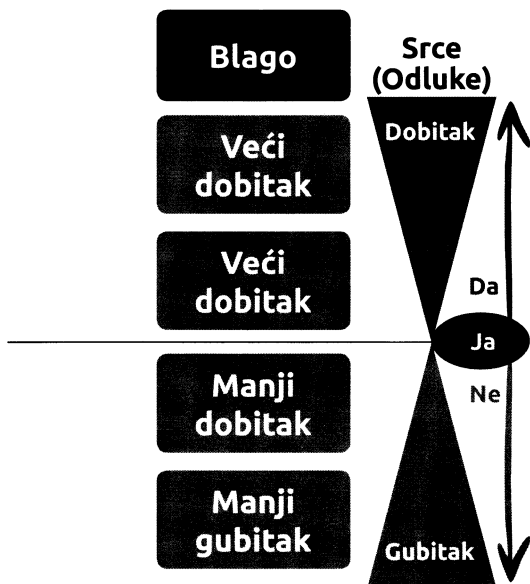 Blago
Srce
(Odluke)
Dobitak
Veći
dobitak
Veći
dobitak
Da
Ja
Ne
Manji
dobitak
Manji
gubitak
Gubitak